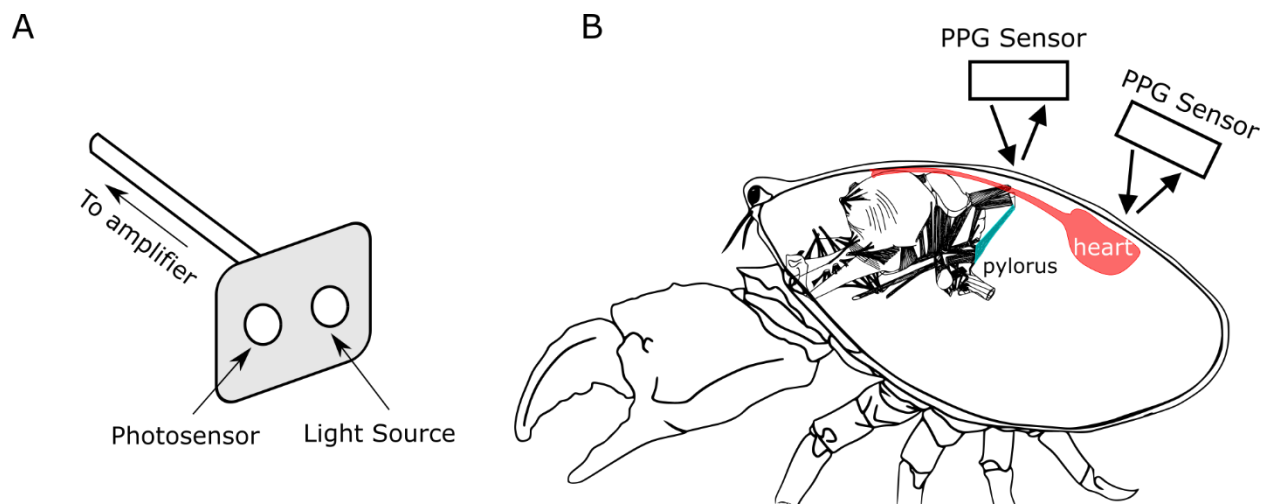 A
To amplifier
Photosensor
Light Source
B
PPG Sensor
PPG Sensor
heart
pylorus